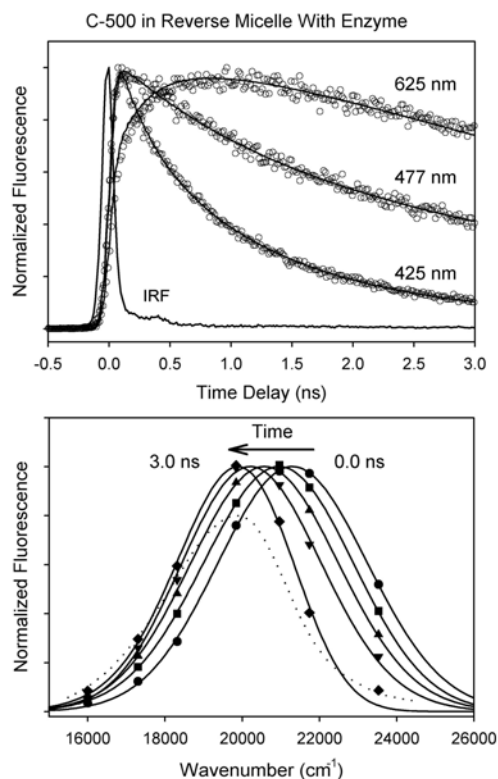 C-500 in Reverse Micelle With Enzyme
Normalized Fluorescence
625 nm
477 nm
425 nm
IRF
-0.5 0.0 0.5 1.0 1.5 2.0 2.5 3.0
Time Delay (ns)
Normalized Fluorescence
Time
3.0 ns 0.0 ns
16000 18000 20000 22000 24000 26000
Wavenumber (cm-1)